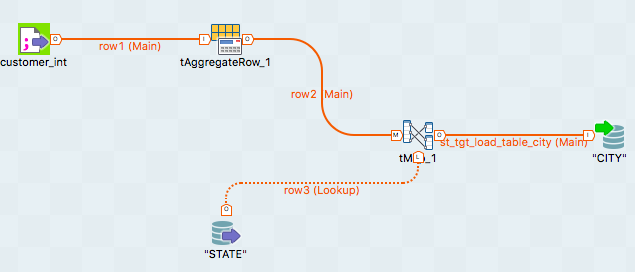 O
I
O
row1 (Main)
customer_int
tAggregateRow_1
row2 (Main)
M
O
I
st_tgt_load_table_city (Main)
"CITY"
L
row3 (Lookup)
O
"STATE"